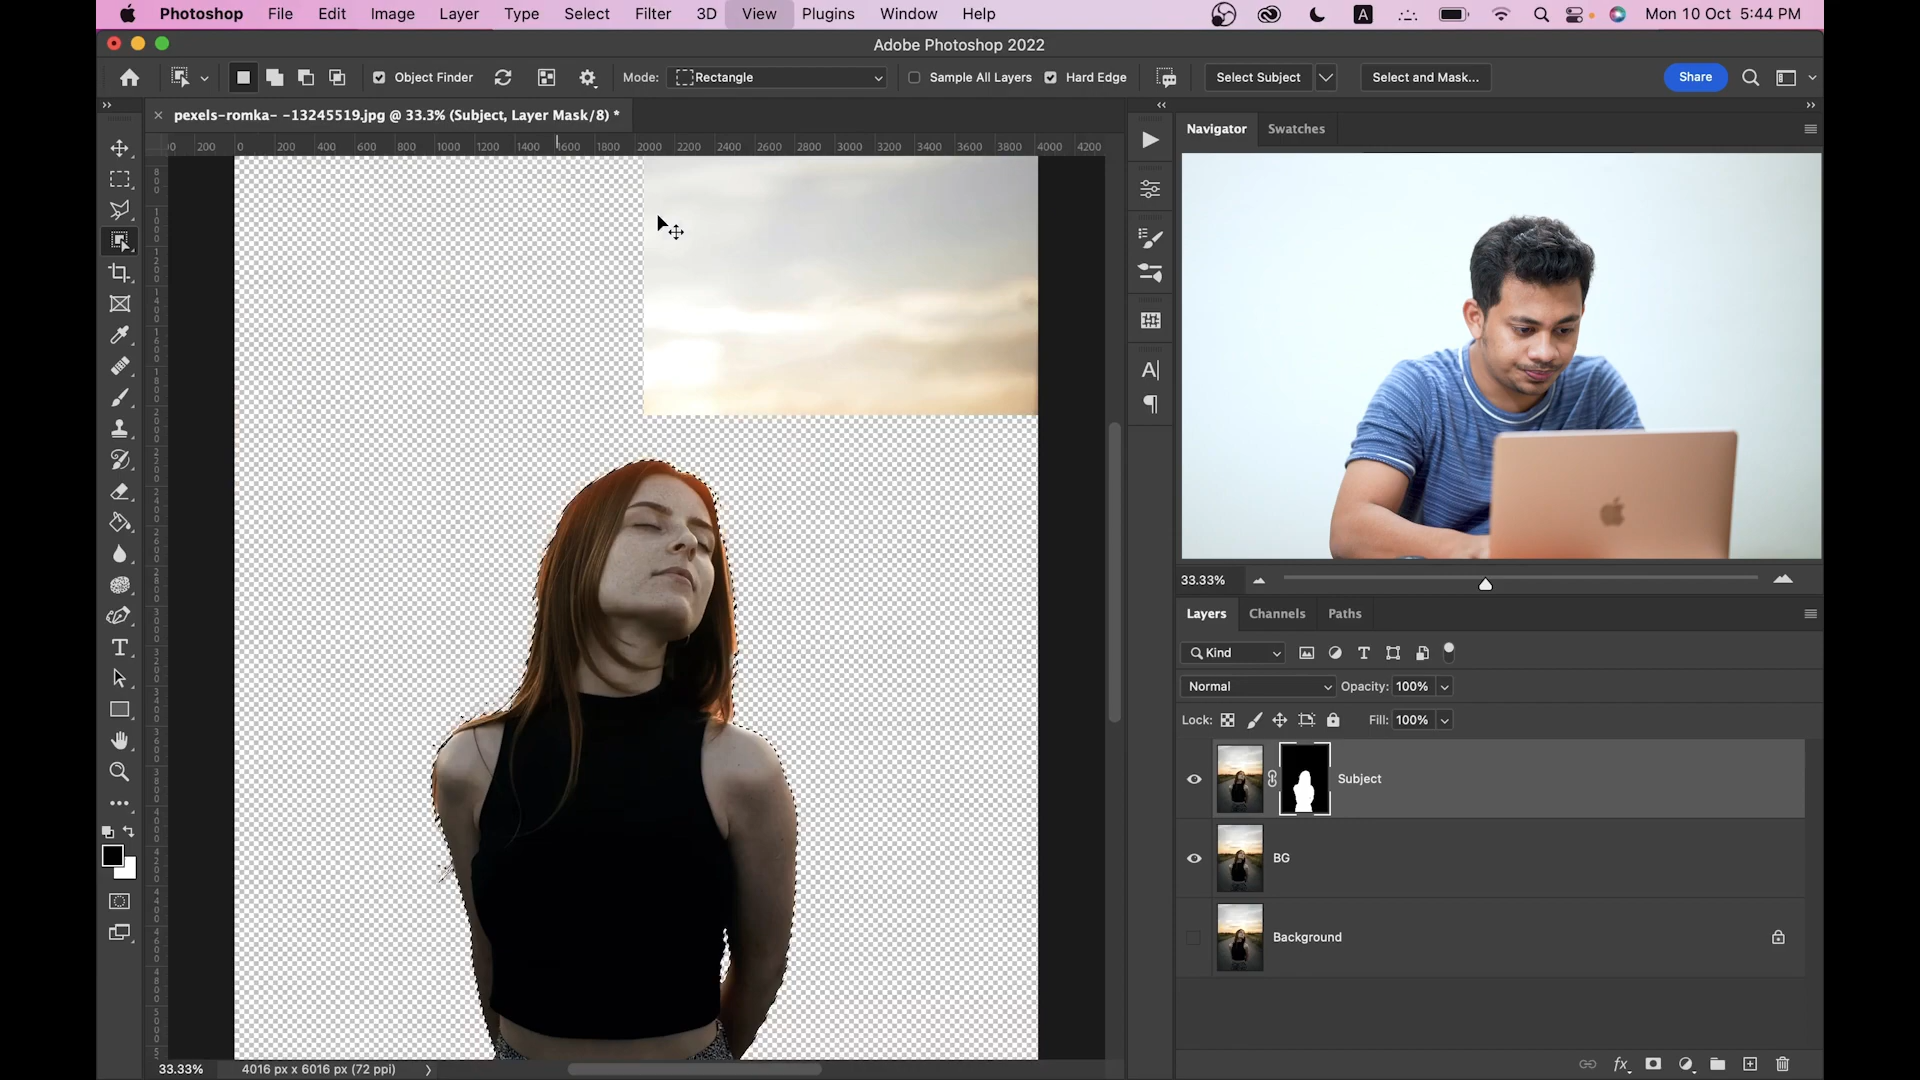 Photoshop File Edit Image Layer Type Select Filter 3D View Plugins Window Help A Mon 10 Oct 5:44 PM
Adobe Photoshop 2022
Object Finder Mode: Rectangle Sample All Layers Hard Edge Select Subject Select and Mask... Share
pexels-romka- -13245519.jpg @ 33.3% (Subject, Layer Mask/8) *
200 0 200 400 600 800 1000 1200 1400 1600 1800 2000 2200 2400 2600 2800 3000 3200 3400 3600 3800 4000 4200
Navigator Swatches
33.33%
Layers Channels Paths
Kind
Normal Opacity: 100%
Lock: Fill: 100%
Subject
BG
Background
33.33% 4016 px x 6016 px (72 ppi)